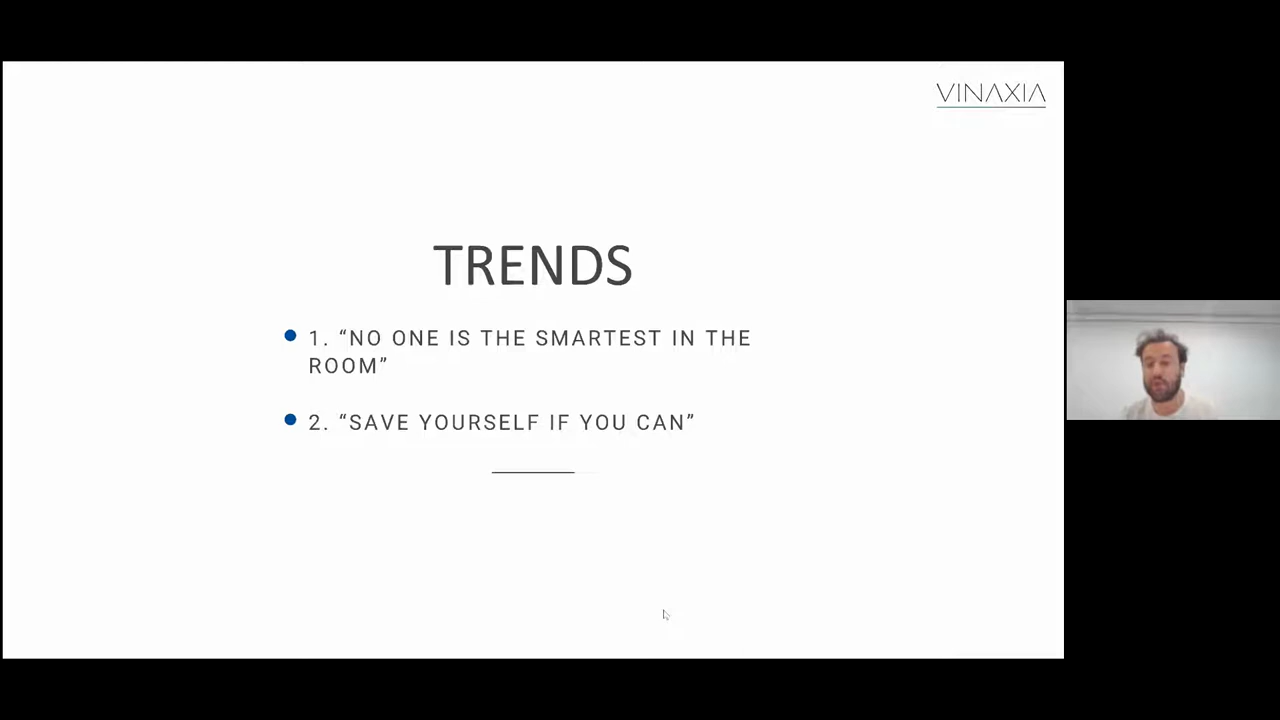 VINAXIA
TRENDS
1. “NO ONE IS THE SMARTEST IN THE
ROOM”
2. “SAVE YOURSELF IF YOU CAN”